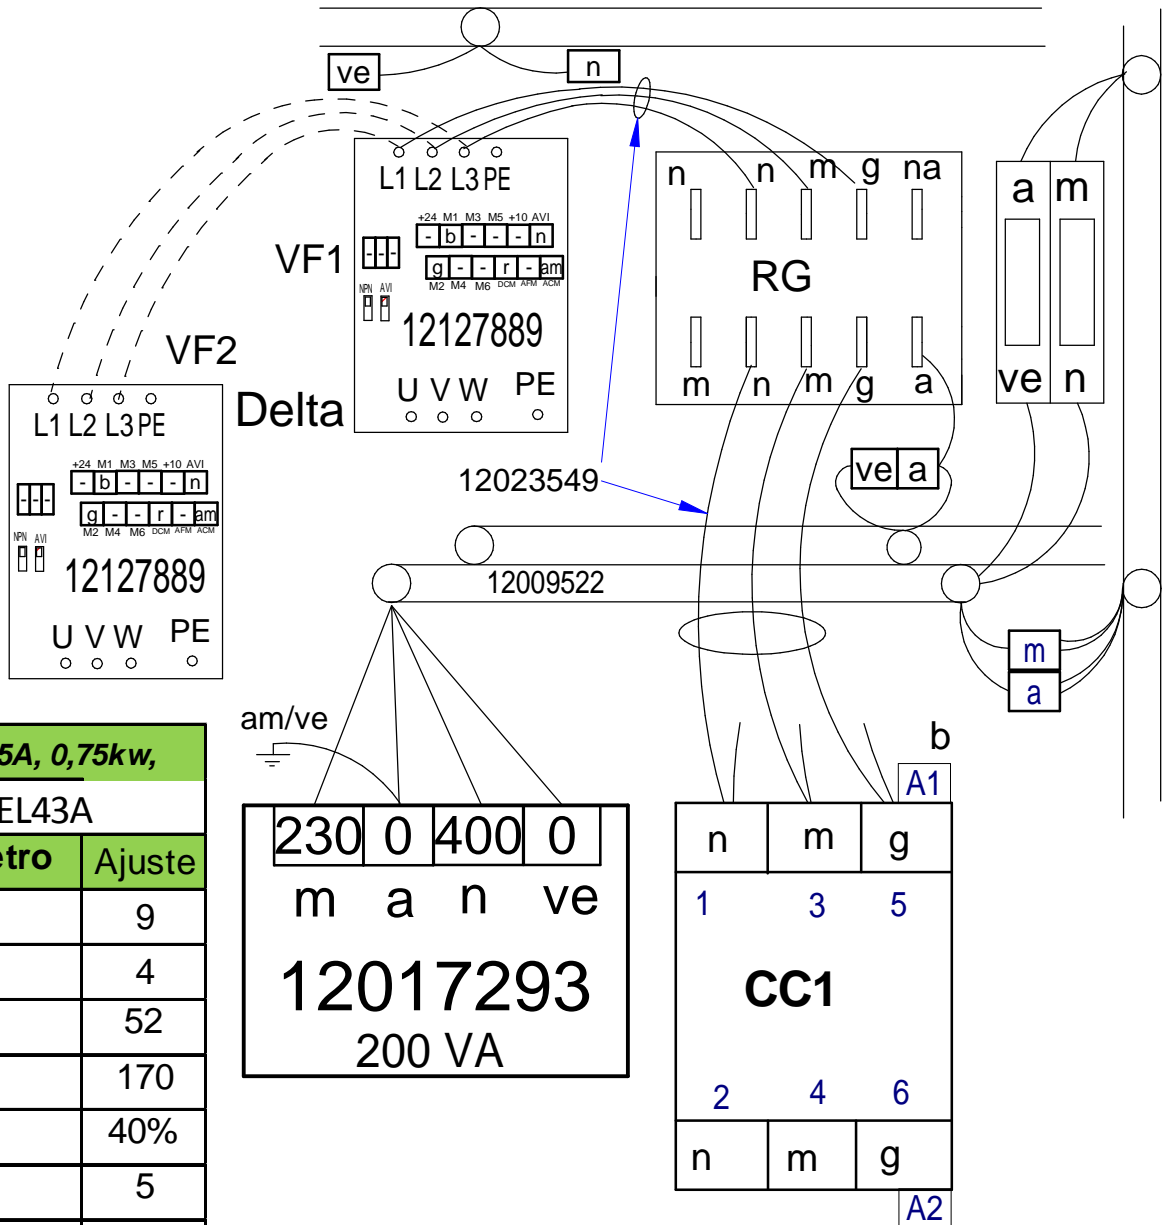 ve
n
L1 L2 L3 PE
+24 M1 M3 M5 +10 AVI
- b - - - n
g - - r - am
M2 M4 M6 DCM AFM ACM
---
NPN AVI
VF1
12127889
U V W PE
n n m g na
RG
m n m g a
a m
ve n
VF2
Delta
L1 L2 L3 PE
+24 M1 M3 M5 +10 AVI
- b - - - n
g - - r - am
M2 M4 M6 DCM AFM ACM
---
NPN AVI
12127889
U V W PE
12023549
ve a
12009522
m
a
am/ve
230 0 400 0
m a n ve
12017293
200 VA
b
A1
n m g
1 3 5
CC1
2 4 6
n m g
A2
5A, 0,75kw,
EL43A
tro Ajuste
9
4
52
170
40%
5